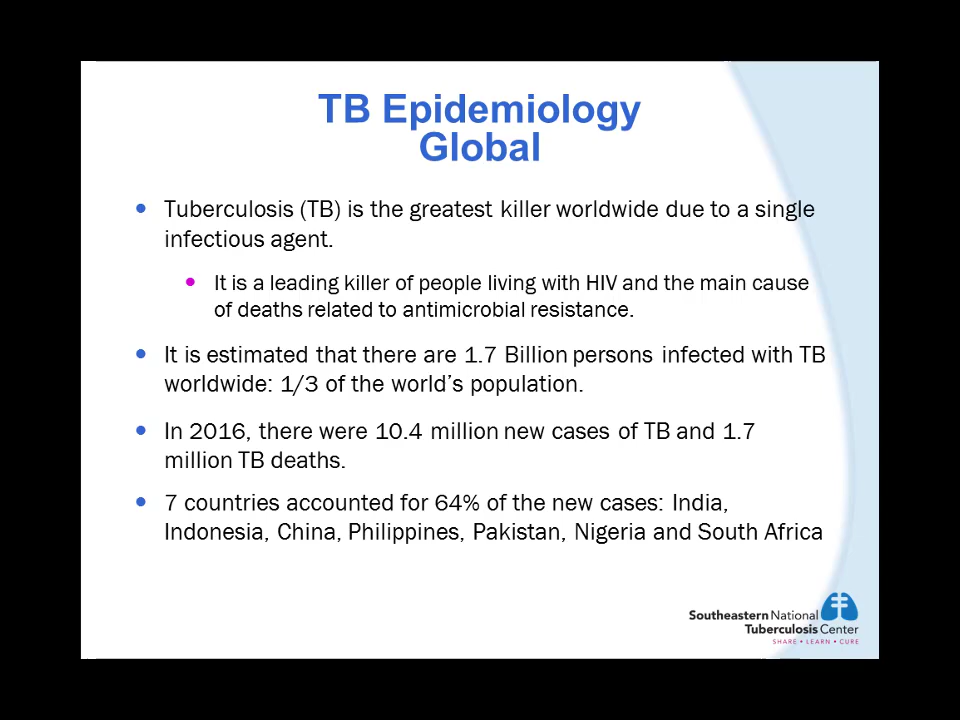 TB Epidemiology
Global
• Tuberculosis (TB) is the greatest killer worldwide due to a single
infectious agent.
• It is a leading killer of people living with HIV and the main cause
of deaths related to antimicrobial resistance.
• It is estimated that there are 1.7 Billion persons infected with TB
worldwide: 1/3 of the world's population.
• In 2016, there were 10.4 million new cases of TB and 1.7
million TB deaths.
• 7 countries accounted for 64% of the new cases: India,
Indonesia, China, Philippines, Pakistan, Nigeria and South Africa
Southeastern National
Tuberculosis Center
SHARE • LEARN • CURE